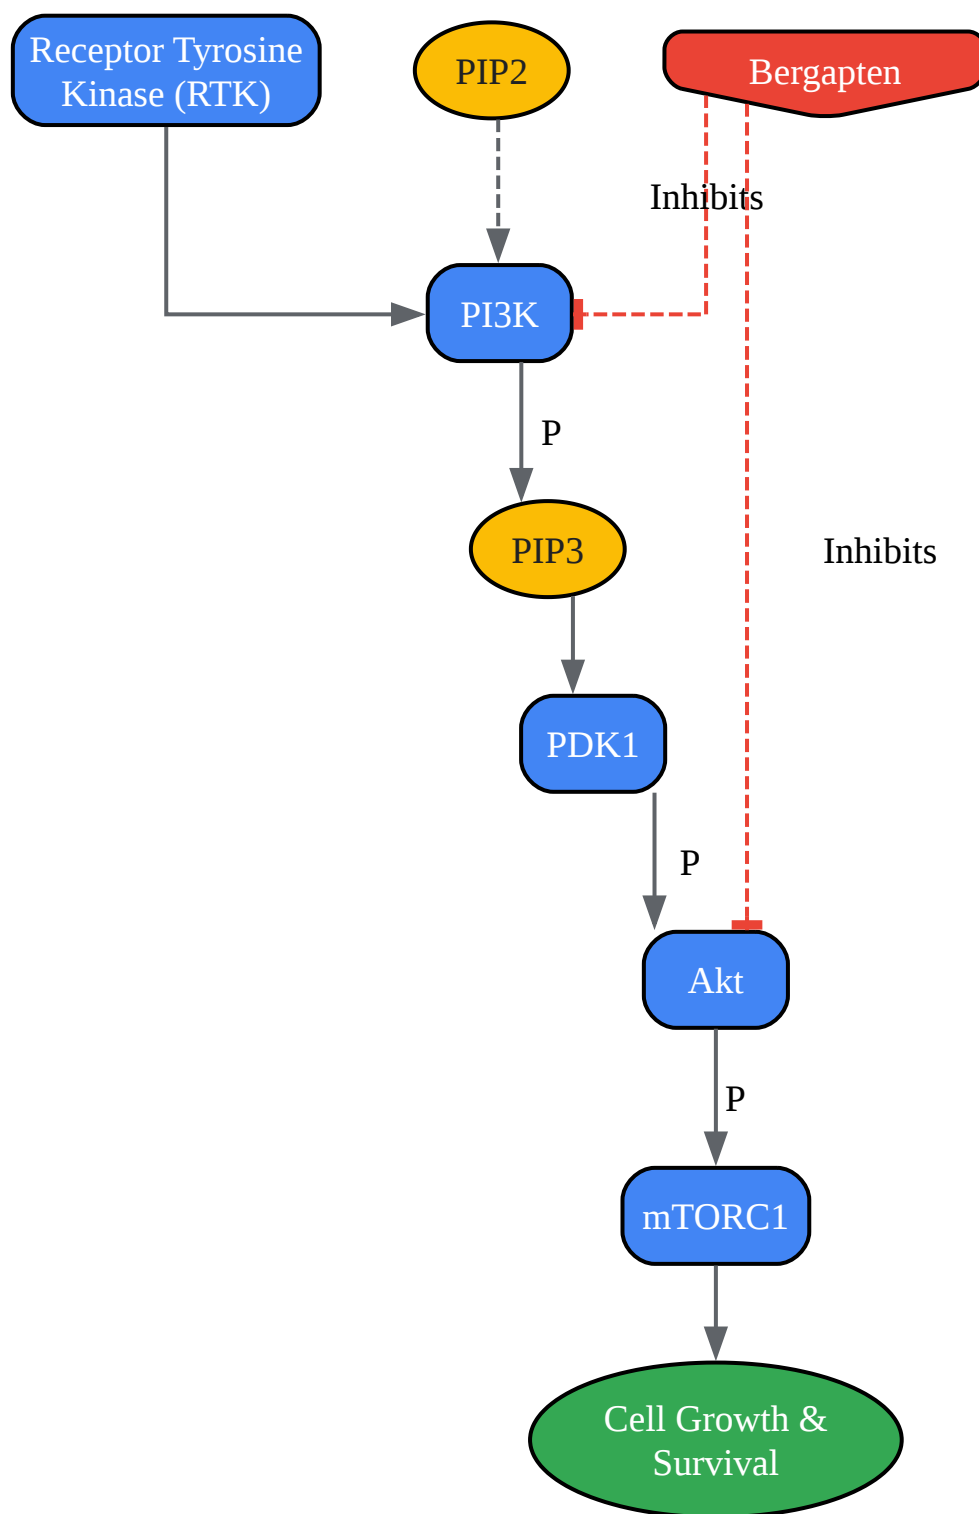 Receptor Tyrosine
Kinase (RTK)
PIP2
Bergapten
Inhibits
PI3K
P
PIP3
Inhibits
PDK1
P
Akt
P
mTORC1
Cell Growth &
Survival